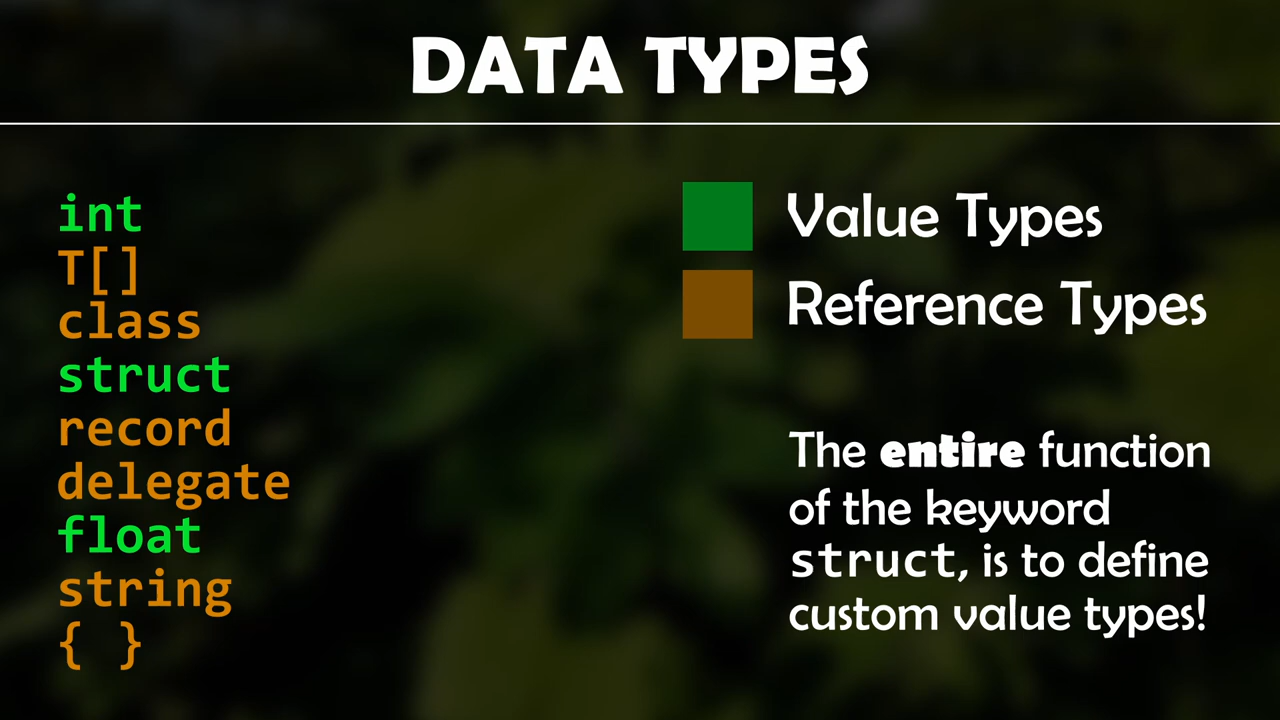 DATA TYPES
int
T[]
class
struct
record
delegate
float
string
{ }
Value Types
Reference Types
The entire function
of the keyword
struct, is to define
custom value types!